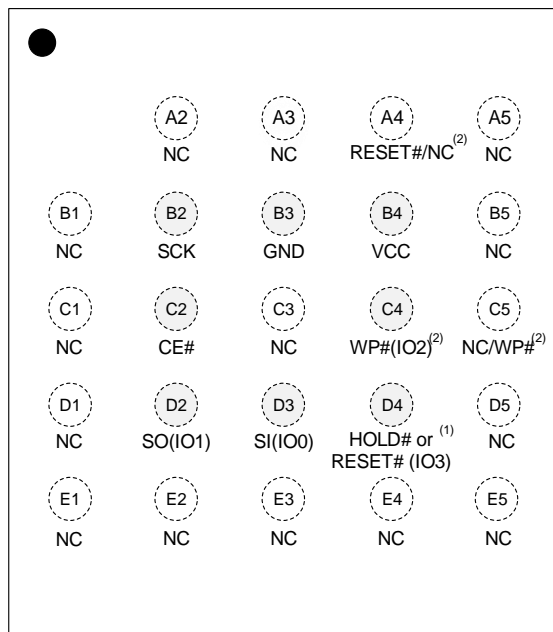 A2 A3 A4 A5
NC NC RESET#/NC(2) NC
B1 B2 B3 B4 B5
NC SCK GND VCC NC
C1 C2 C3 C4 C5
NC CE# NC WP#(IO2)(2) NC/WP#(2)
D1 D2 D3 D4 D5
NC SO(IO1) SI(IO0) HOLD# or (1) NC
RESET# (IO3)
E1 E2 E3 E4 E5
NC NC NC NC NC